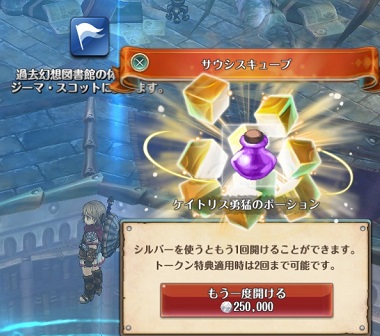 サウシスキューブ
過去幻想図書館の
ジーマ・スコットに
ます。
ケイトリス勇猛のポーション
シルバーを使うともう1回開けることができます。
トークン特典適用時は2回まで可能です。
もう一度開ける
250,000